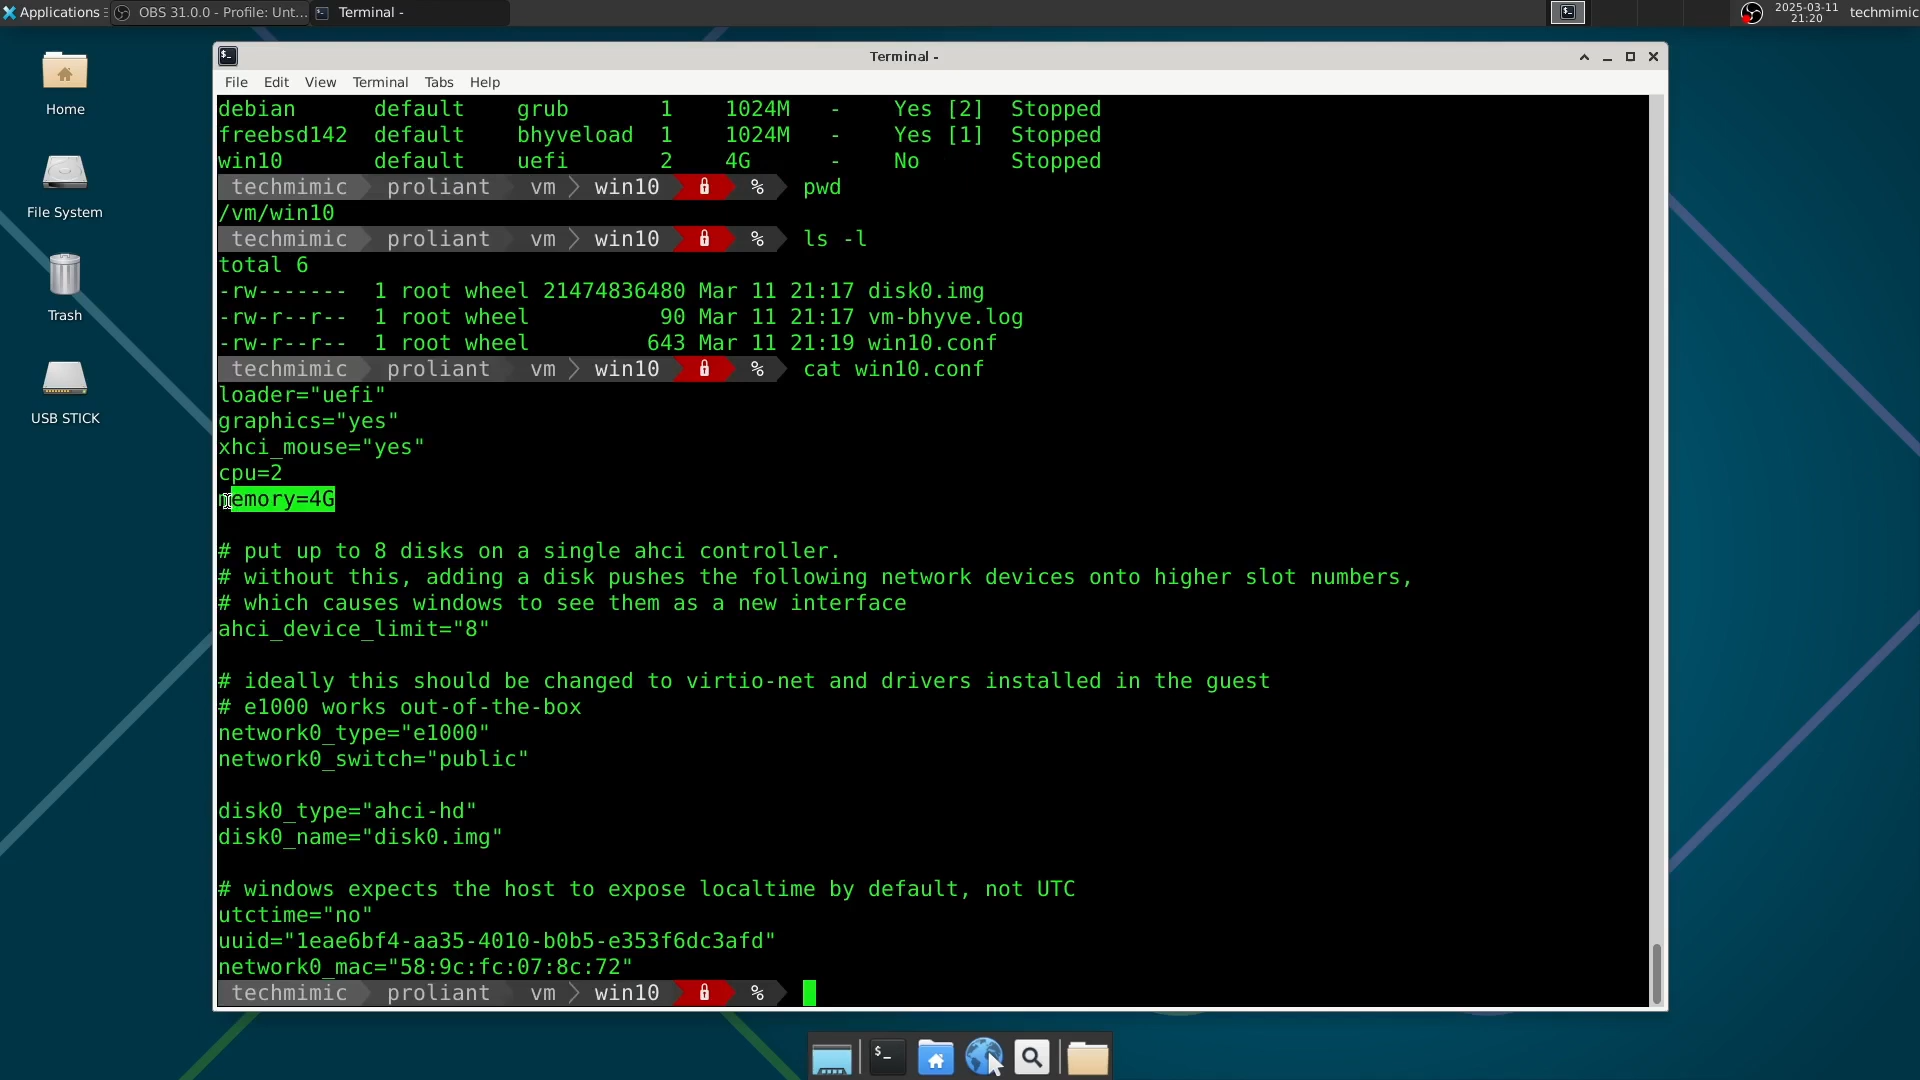 Applications
OBS 31.0.0 - Profile: Unt...
Terminal -
2025-03-11
21:20
techmimic
Home
File System
Trash
USB STICK
Terminal -
File Edit View Terminal Tabs Help
debian default grub 1 1024M - Yes [2] Stopped
freebsd142 default bhyveload 1 1024M - Yes [1] Stopped
win10 default uefi 2 4G - No Stopped
techmimic proliant vm win10 % pwd
/vm/win10
techmimic proliant vm win10 % ls -l
total 6
-rw------- 1 root wheel 21474836480 Mar 11 21:17 disk0.img
-rw-r--r-- 1 root wheel 90 Mar 11 21:17 vm-bhyve.log
-rw-r--r-- 1 root wheel 643 Mar 11 21:19 win10.conf
techmimic proliant vm win10 % cat win10.conf
loader="uefi"
graphics="yes"
xhci_mouse="yes"
cpu=2
memory=4G
# put up to 8 disks on a single ahci controller.
# without this, adding a disk pushes the following network devices onto higher slot numbers,
# which causes windows to see them as a new interface
ahci_device_limit="8"
# ideally this should be changed to virtio-net and drivers installed in the guest
# e1000 works out-of-the-box
network0_type="e1000"
network0_switch="public"
disk0_type="ahci-hd"
disk0_name="disk0.img"
# windows expects the host to expose localtime by default, not UTC
utctime="no"
uuid="1eae6bf4-aa35-4010-b0b5-e353f6dc3afd"
network0_mac="58:9c:fc:07:8c:72"
techmimic proliant vm win10 %